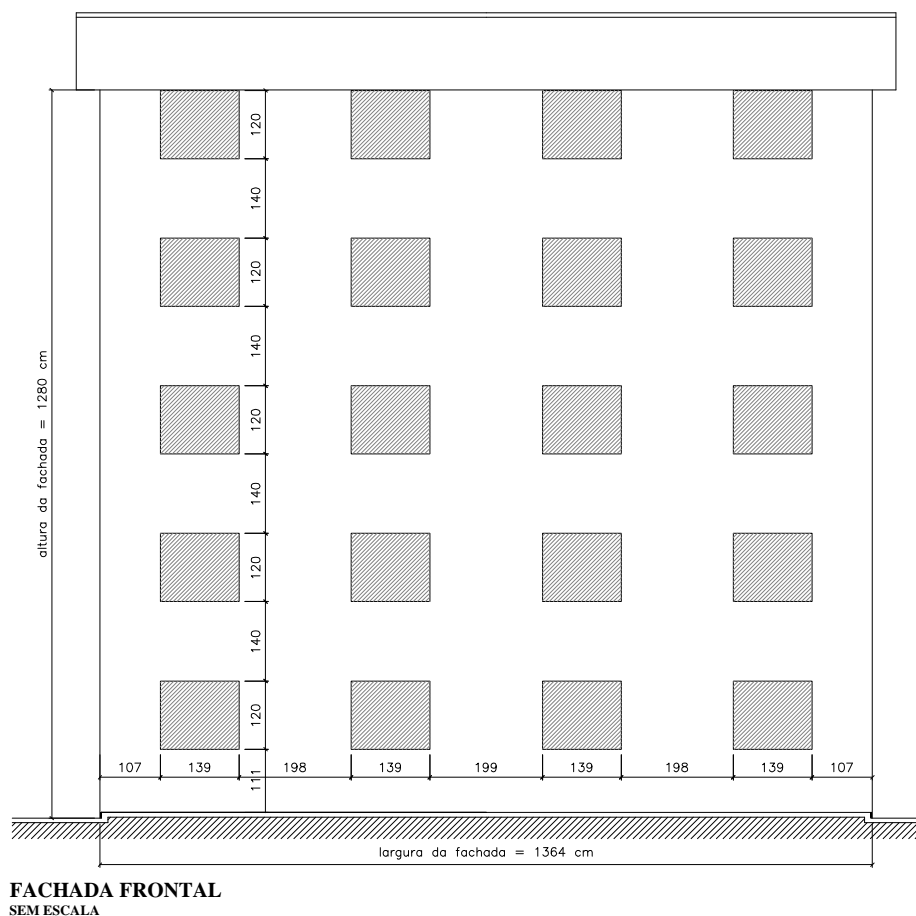 120
140
120
140
120
140
120
140
120
111
altura da fachada = 1280 cm
107 139 198 139 199 139 198 139 107
largura da fachada = 1364 cm
FACHADA FRONTAL
SEM ESCALA